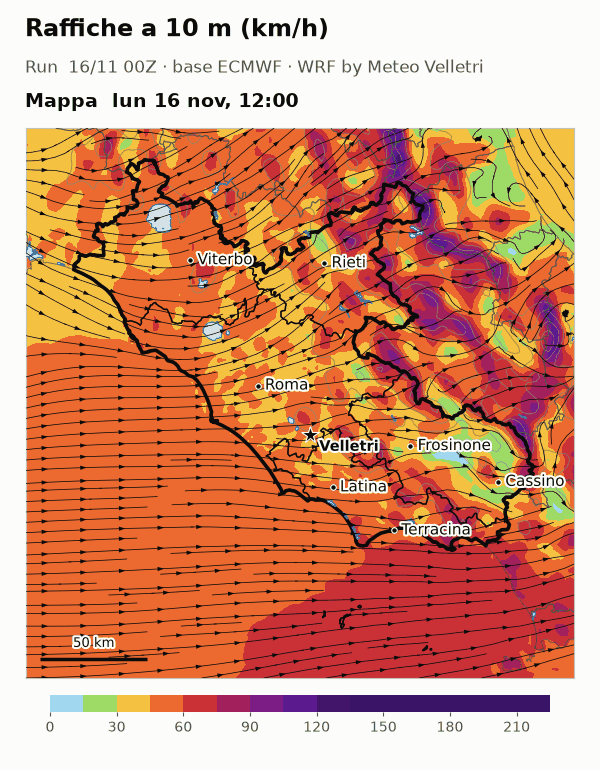 Raffiche a 10 m (km/h)
Run 16/11 00Z · base ECMWF · WRF by Meteo Velletri
Mappa lun 16 nov, 12:00
Viterbo
Rieti
Roma
Velletri
Frosinone
Cassino
Latina
Terracina
50 km
0 30 60 90 120 150 180 210